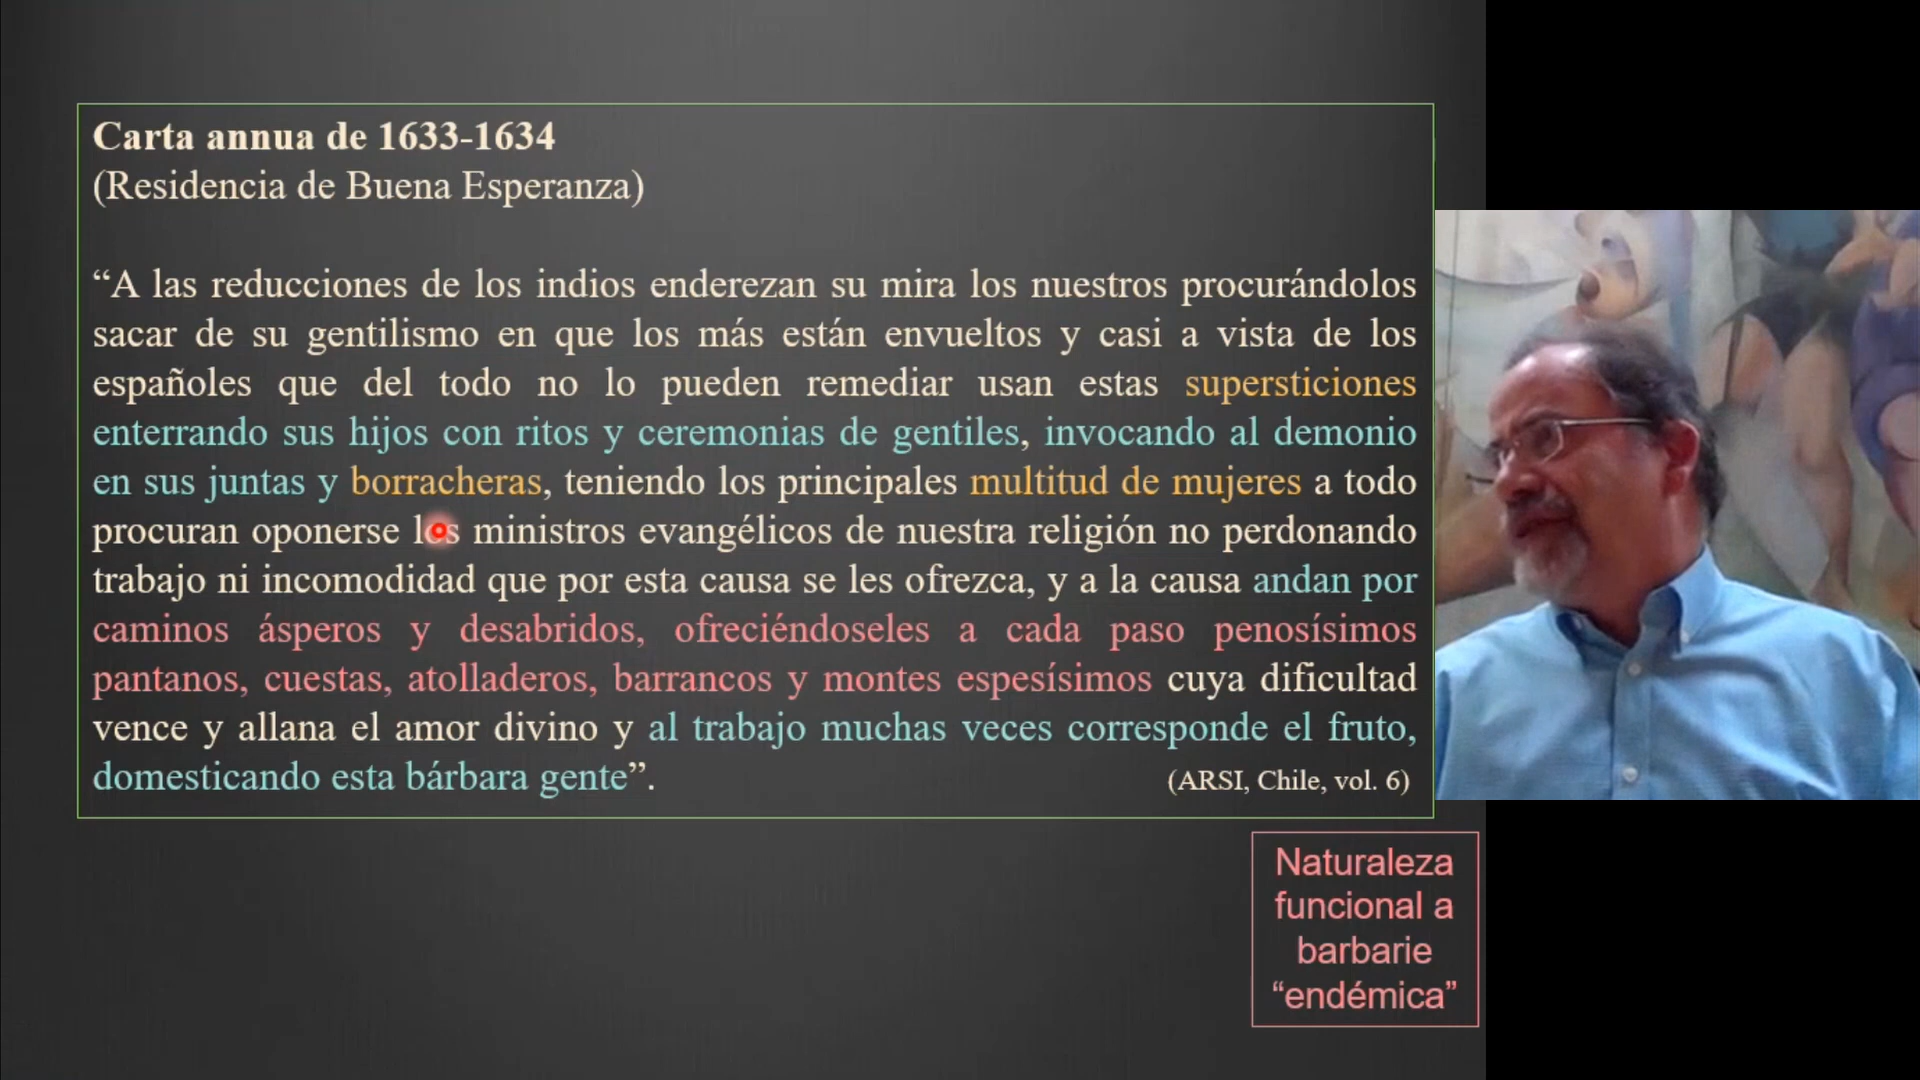 Carta annua de 1633-1634
(Residencia de Buena Esperanza)
“A las reducciones de los indios enderezan su mira los nuestros procurándolos
sacar de su gentilismo en que los más están envueltos y casi a vista de los
españoles que del todo no lo pueden remediar usan estas supersticiones
enterrando sus hijos con ritos y ceremonias de gentiles, invocando al demonio
en sus juntas y borracheras, teniendo los principales multitud de mujeres a todo
procuran oponerse los ministros evangélicos de nuestra religión no perdonando
trabajo ni incomodidad que por esta causa se les ofrezca, y a la causa andan por
caminos ásperos y desabridos, ofreciéndoseles a cada paso penosísimos
pantanos, cuestas, atolladeros, barrancos y montes espesísimos cuya dificultad
vence y allana el amor divino y al trabajo muchas veces corresponde el fruto,
domesticando esta bárbara gente”.
(ARSI, Chile, vol. 6)
Naturaleza
funcional a
barbarie
“endémica”